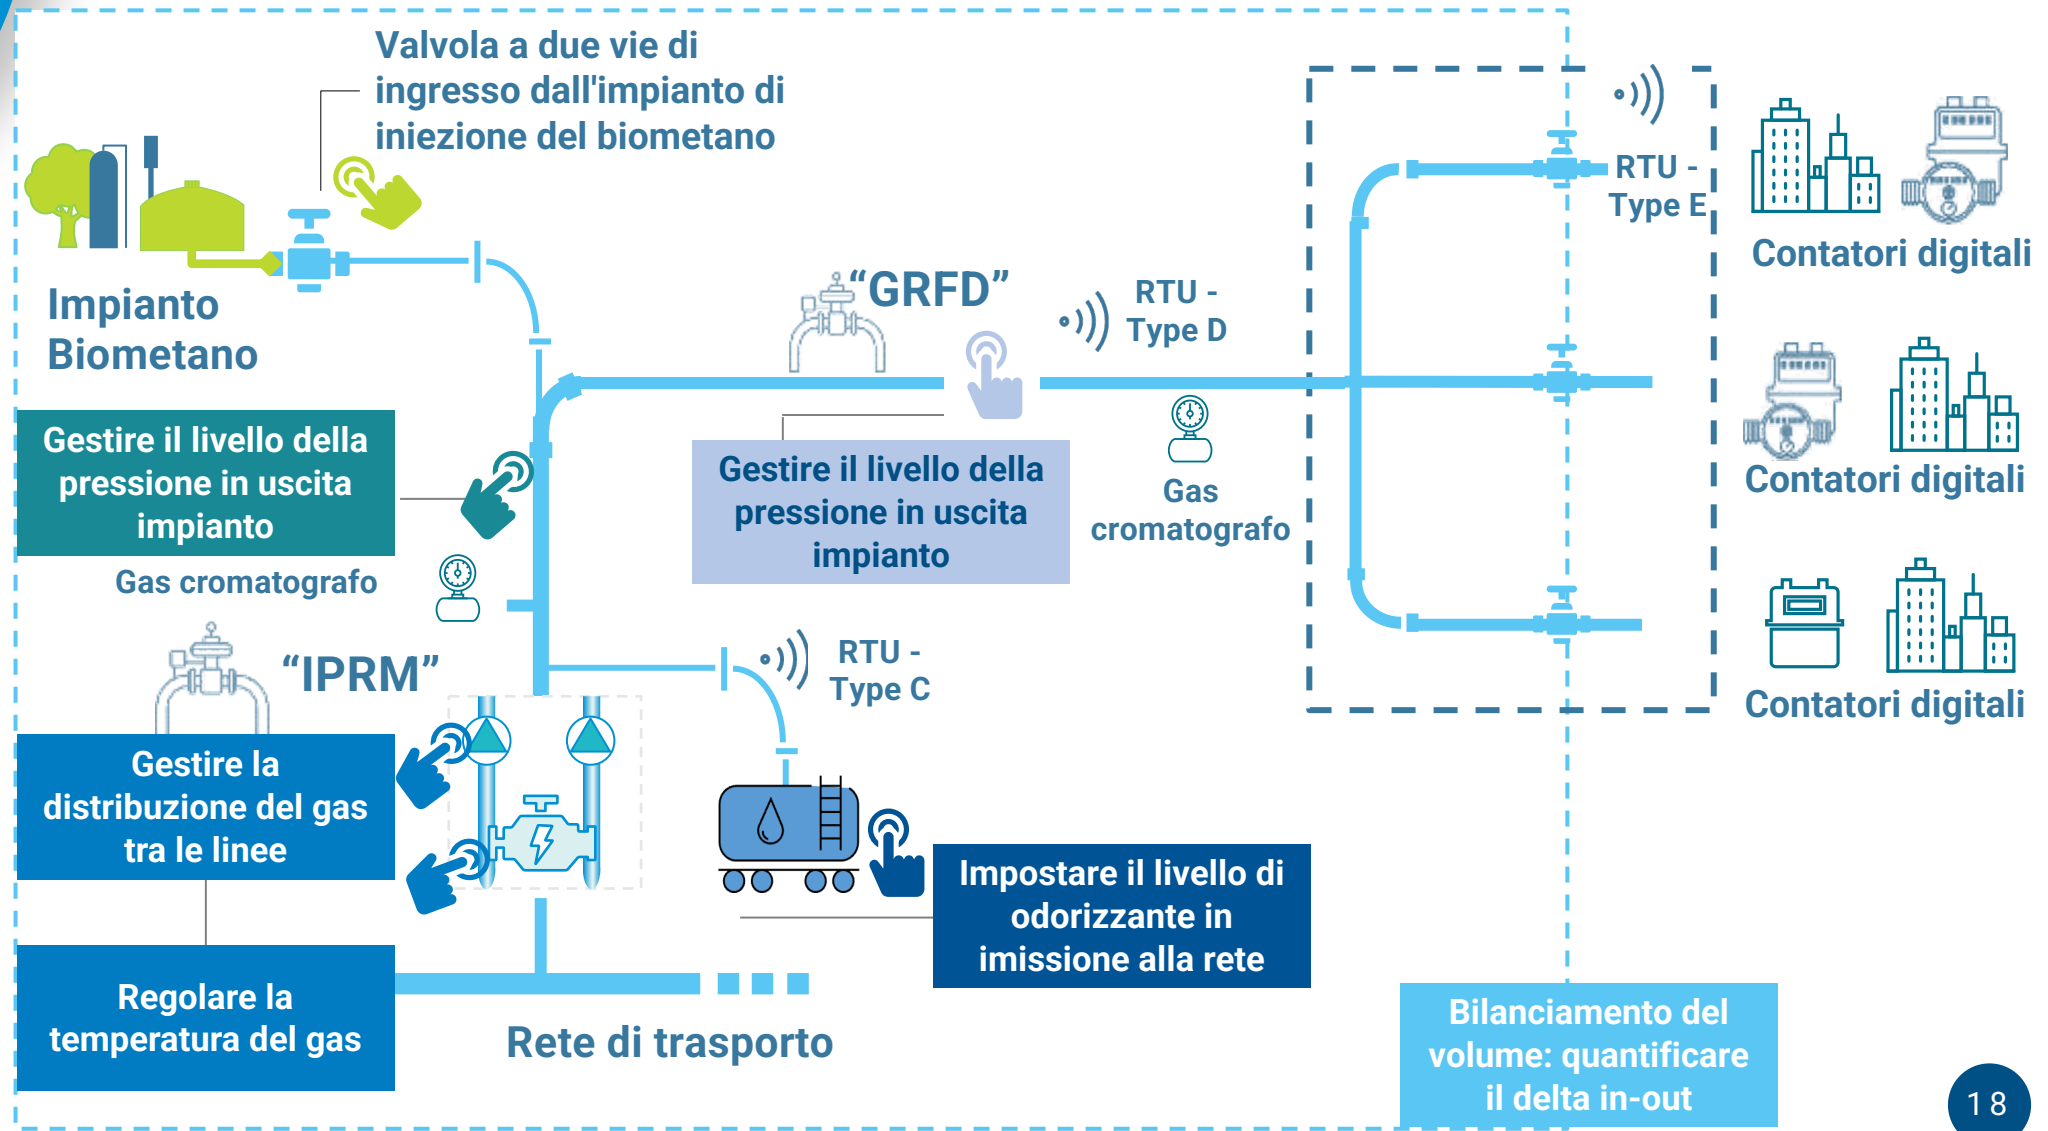 Valvola a due vie di
ingresso dall'impianto di
iniezione del biometano
Impianto
Biometano
Gestire il livello della
pressione in uscita
impianto
Gas cromatografo
“IPRM”
Gestire la
distribuzione del gas
tra le linee
Regolare la
temperatura del gas
Rete di trasporto
RTU -
Type C
Impostare il livello di
odorizzante in
imissione alla rete
“GRFD”
Gestire il livello della
pressione in uscita
impianto
RTU -
Type D
Gas
cromatografo
RTU -
Type E
Contatori digitali
Contatori digitali
Contatori digitali
Bilanciamento del
volume: quantificare
il delta in-out
18